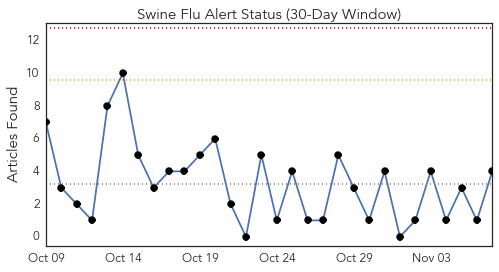 Swine Flu Alert Status (30-Day Window)
Articles Found
12
10
8
6
4
2
0
Oct 09 Oct 14 Oct 19 Oct 24 Oct 29 Nov 03